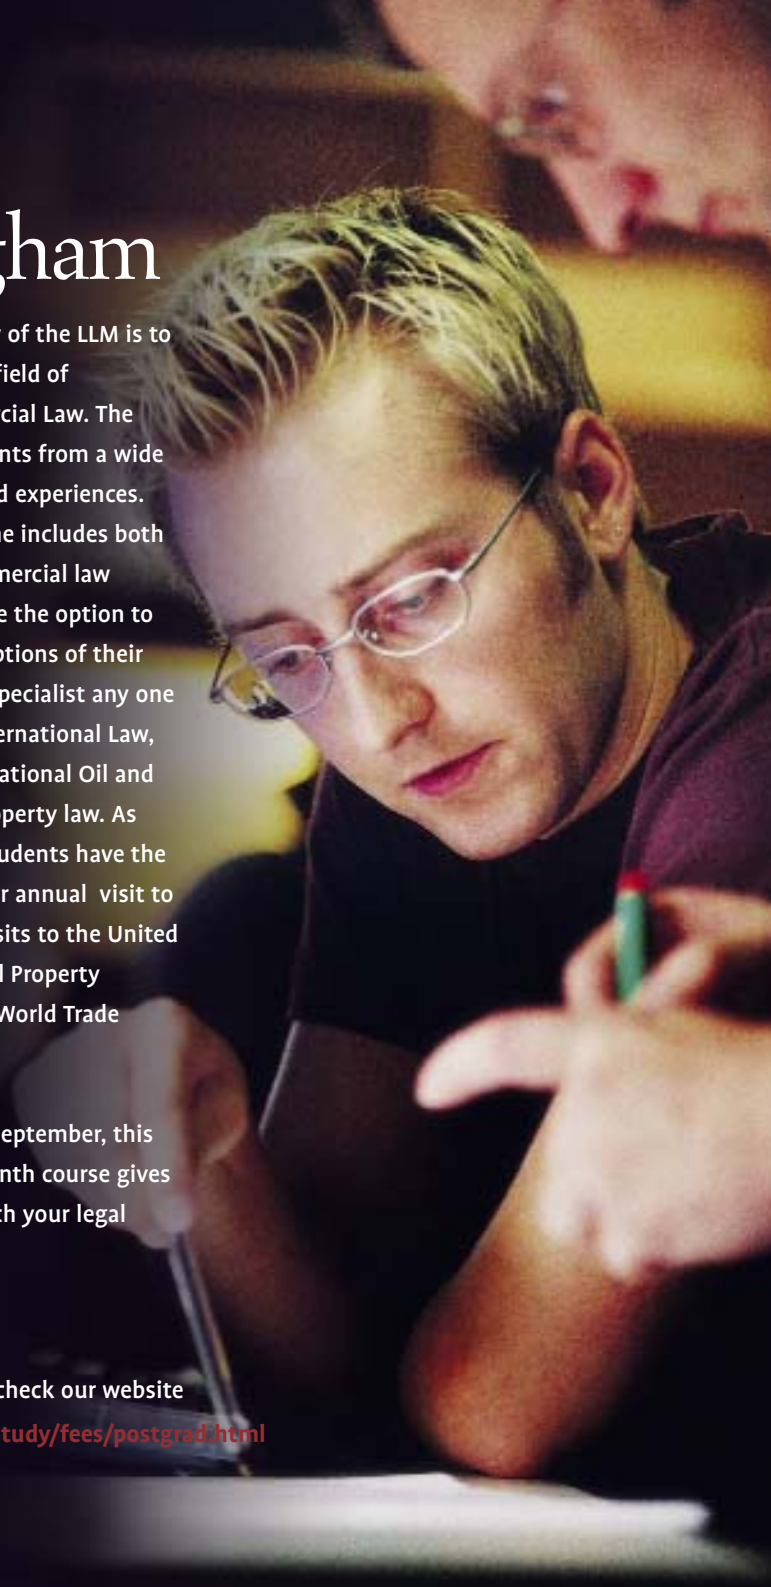 gham
of the LLM is to
field of
cial Law. The
nts from a wide
d experiences.
e includes both
mercial law
e the option to
ptions of their
pecialist any one
ernational Law,
ational Oil and
perty law. As
udents have the
r annual visit to
sits to the United
l Property
World Trade
eptember, this
nth course gives
th your legal
check our website
tudy/fees/postgrad.html